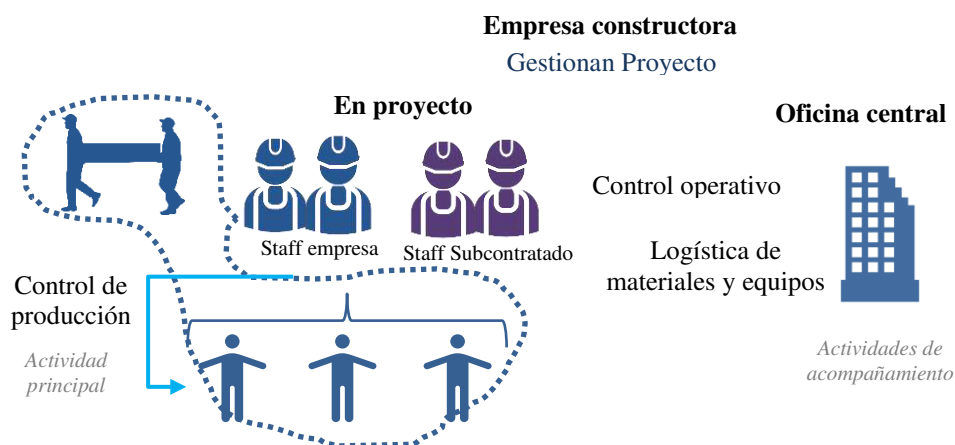 Empresa constructora
Gestionan Proyecto
En proyecto
Oficina central
Staff empresa
Staff Subcontratado
Control operativo
Logística de
materiales y equipos
Control de
producción
Actividad
principal
Actividades de
acompañamiento